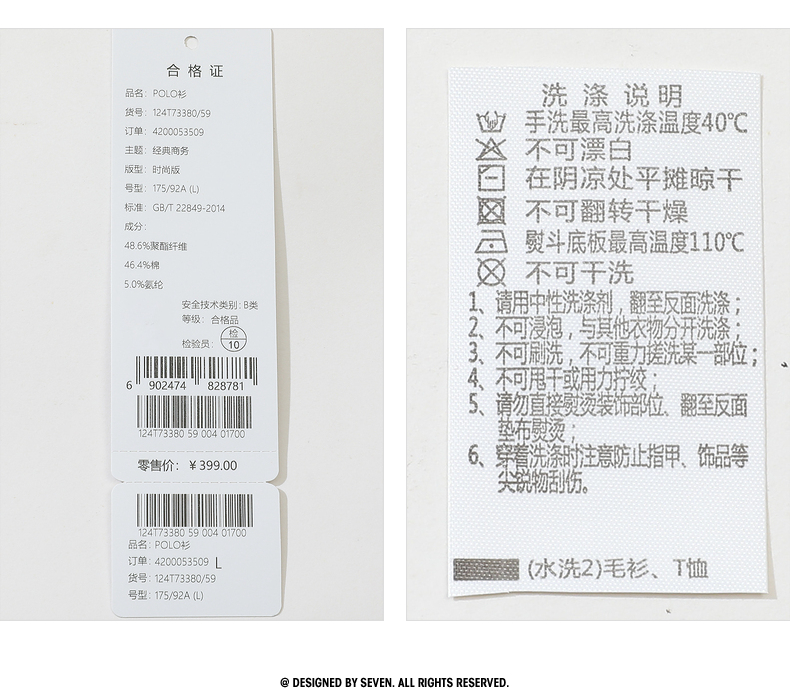 合格证
品名: POLO衫
货号: 124T73380/59
订单: 4200053509
主题: 经典商务
版型: 时尚版
号型: 175/92A (L)
标准: GB/T 22849-2014
成分:
48.6%聚酯纤维
46.4%棉
5.0%氨纶
安全技术类别: B类
等级: 合格品
检验员: 检 10
6 902474 828781
124T73380 59 004 01700
零售价: ¥399.00
124T73380 59 004 01700
品名: POLO衫
订单: 4200053509 L
货号: 124T73380/59
号型: 175/92A (L)
洗涤说明
手洗最高洗涤温度40℃
不可漂白
在阴凉处平摊晾干
不可翻转干燥
熨斗底板最高温度110℃
不可干洗
1、请用中性洗涤剂，翻至反面洗涤；
2、不可浸泡，与其他衣物分开洗涤；
3、不可刷洗，不可重力搓洗某一部位；
4、不可甩干或用力拧绞；
5、请勿直接熨烫装饰部位、翻至反面
垫布熨烫；
6、穿着洗涤时注意防止指甲、饰品等
尖锐物刮伤。
(水洗2)毛衫、T恤
@ DESIGNED BY SEVEN. ALL RIGHTS RESERVED.